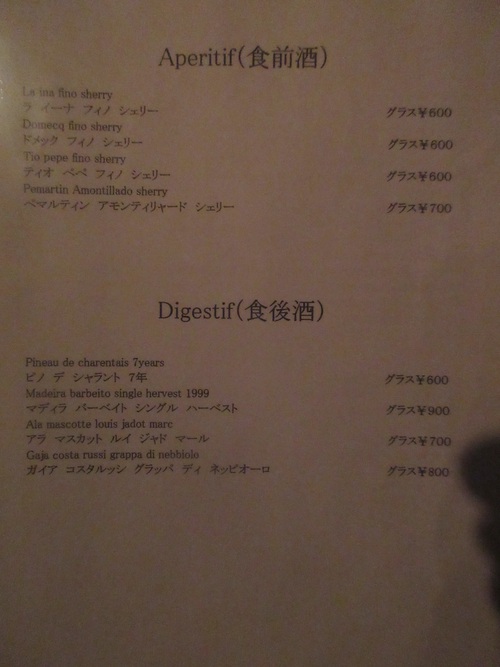 Aperitif(食前酒)
La ina fino sherry
ラ イーナ フィノ シェリー グラス¥600
Domecq fino sherry
ドメック フィノ シェリー グラス¥600
Tio pepe fino sherry
ティオ ペペ フィノ シェリー グラス¥600
Pemartin Amontillado sherry
ペマルティン アモンティリャード シェリー グラス¥700
Digestif(食後酒)
Pineau de charentais 7years
ピノ デ シャラント 7年 グラス¥600
Madeira barbeito single hervest 1999
マディラ バーベイト シングル ハーベスト グラス¥900
Ala mascotte louis jadot marc
アラ マスカット ルイ ジャド マール グラス¥700
Gaja costa russi grappa di nebbiolo
ガイア コスタルッシ グラッパ ディ ネッビオーロ グラス¥800